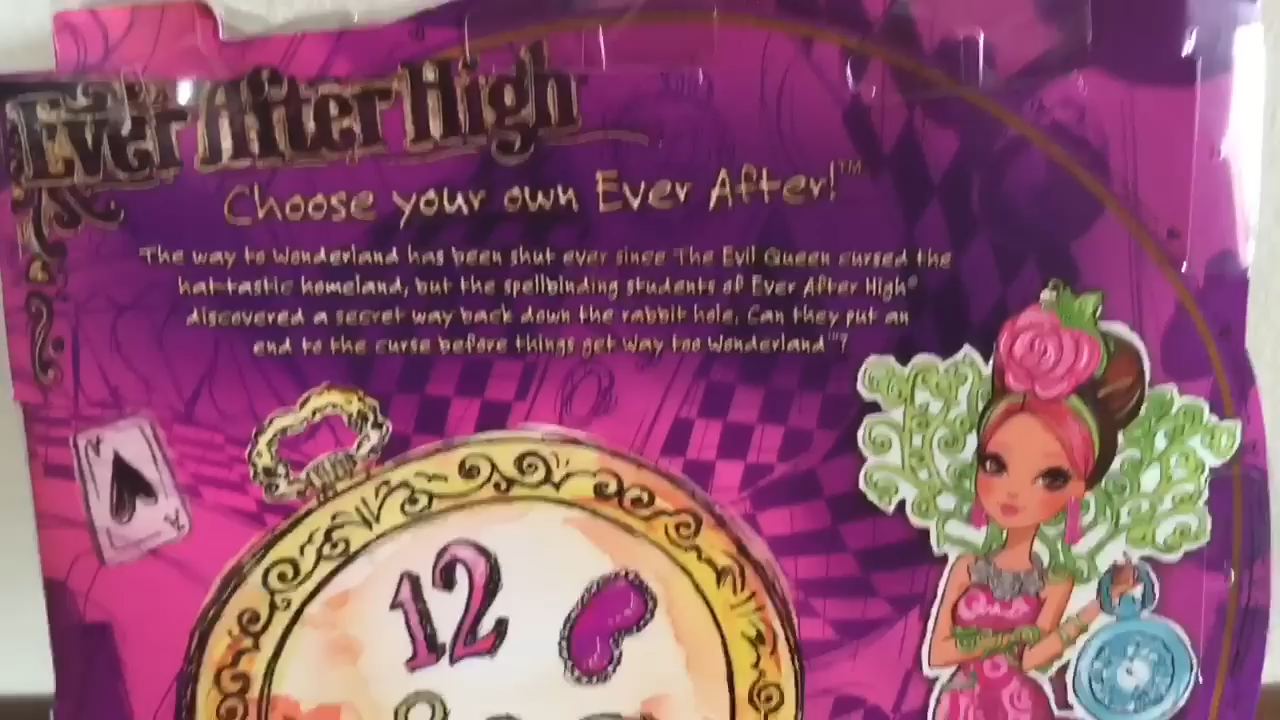 Ever After High
Choose your own Ever After!™
The way to Wonderland has been shut ever since The Evil Queen cursed the
hat-tastic homeland, but the spellbinding students of Ever After High®
discovered a secret way back down the rabbit hole. Can they put an
end to the curse before things get Way too Wonderland™?
12